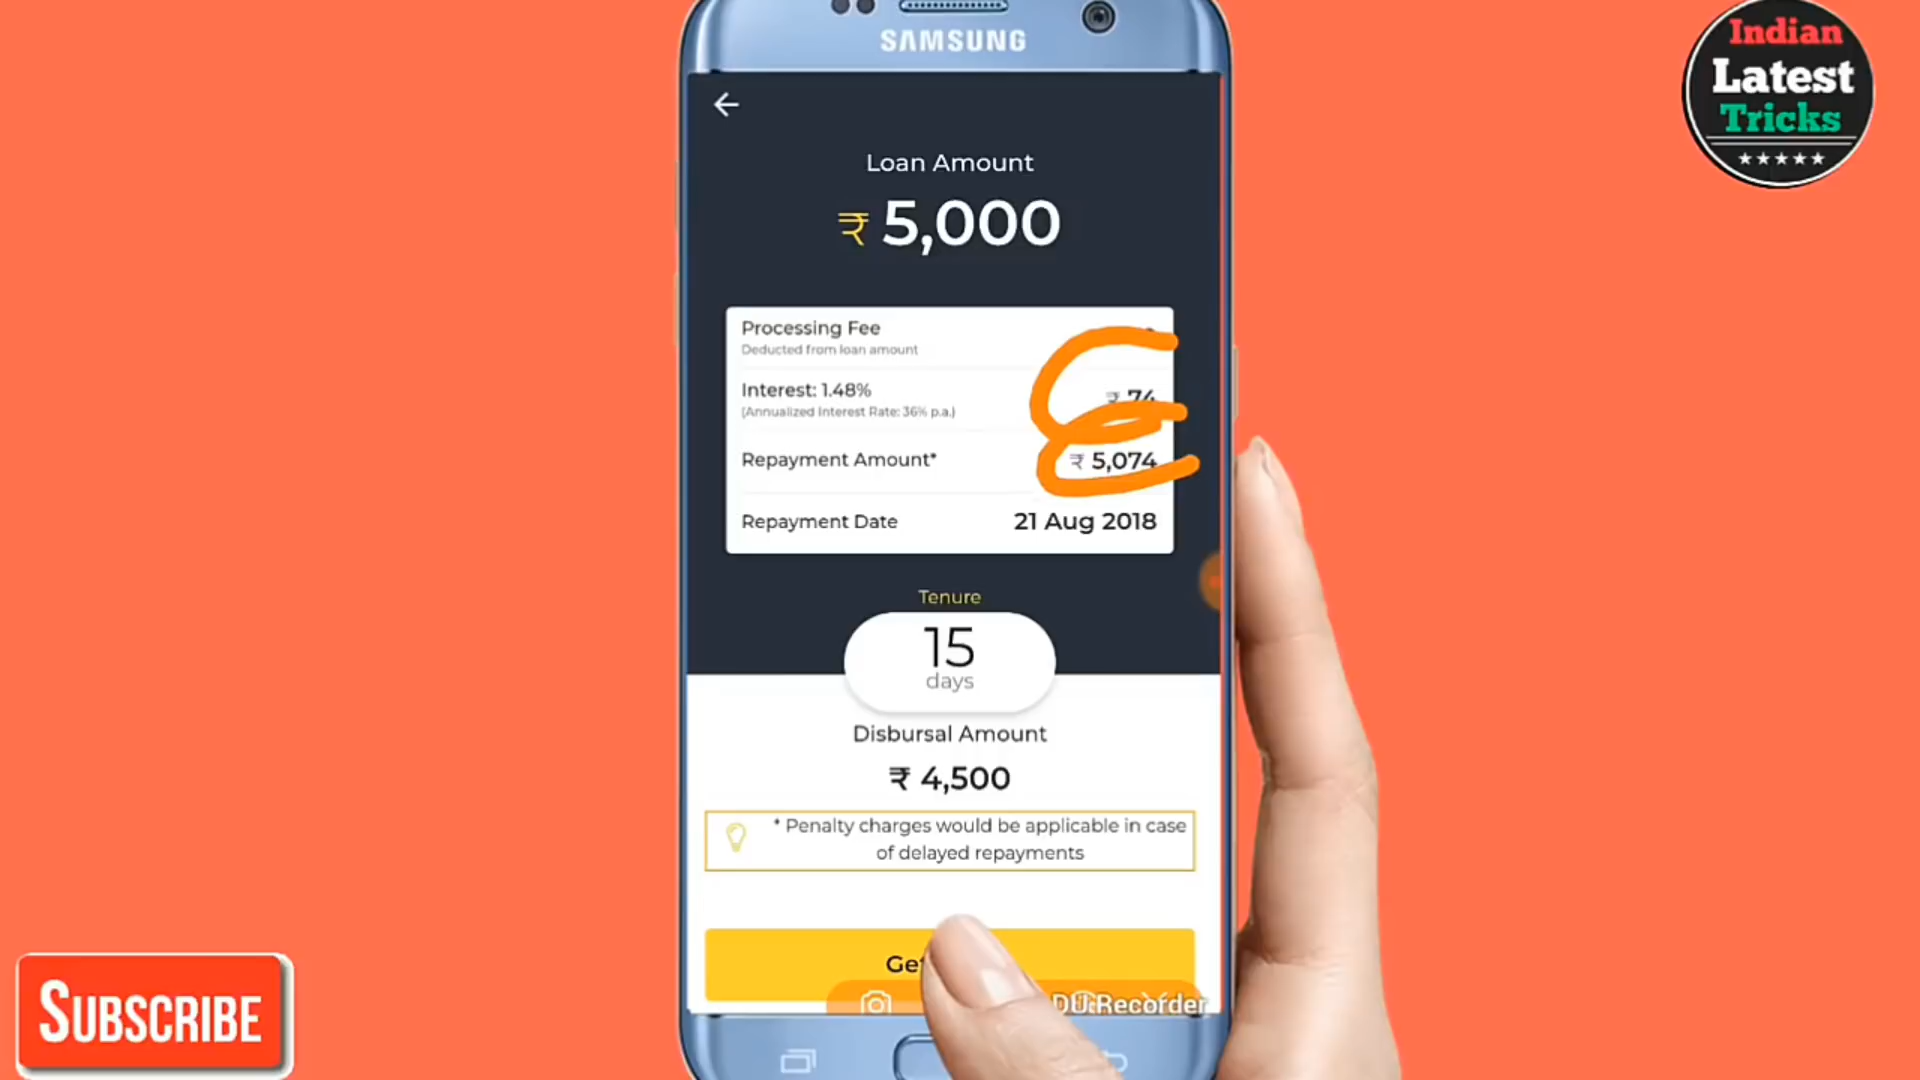 SAMSUNG
Indian
Latest
Tricks
Loan Amount
₹ 5,000
Processing Fee
Deducted from loan amount
Interest: 1.48%
₹ 74
(Annualized Interest Rate: 36% p.a.)
Repayment Amount*
₹ 5,074
Repayment Date
21 Aug 2018
Tenure
15
days
Disbursal Amount
₹ 4,500
* Penalty charges would be applicable in case
of delayed repayments
DU Recorder
SUBSCRIBE